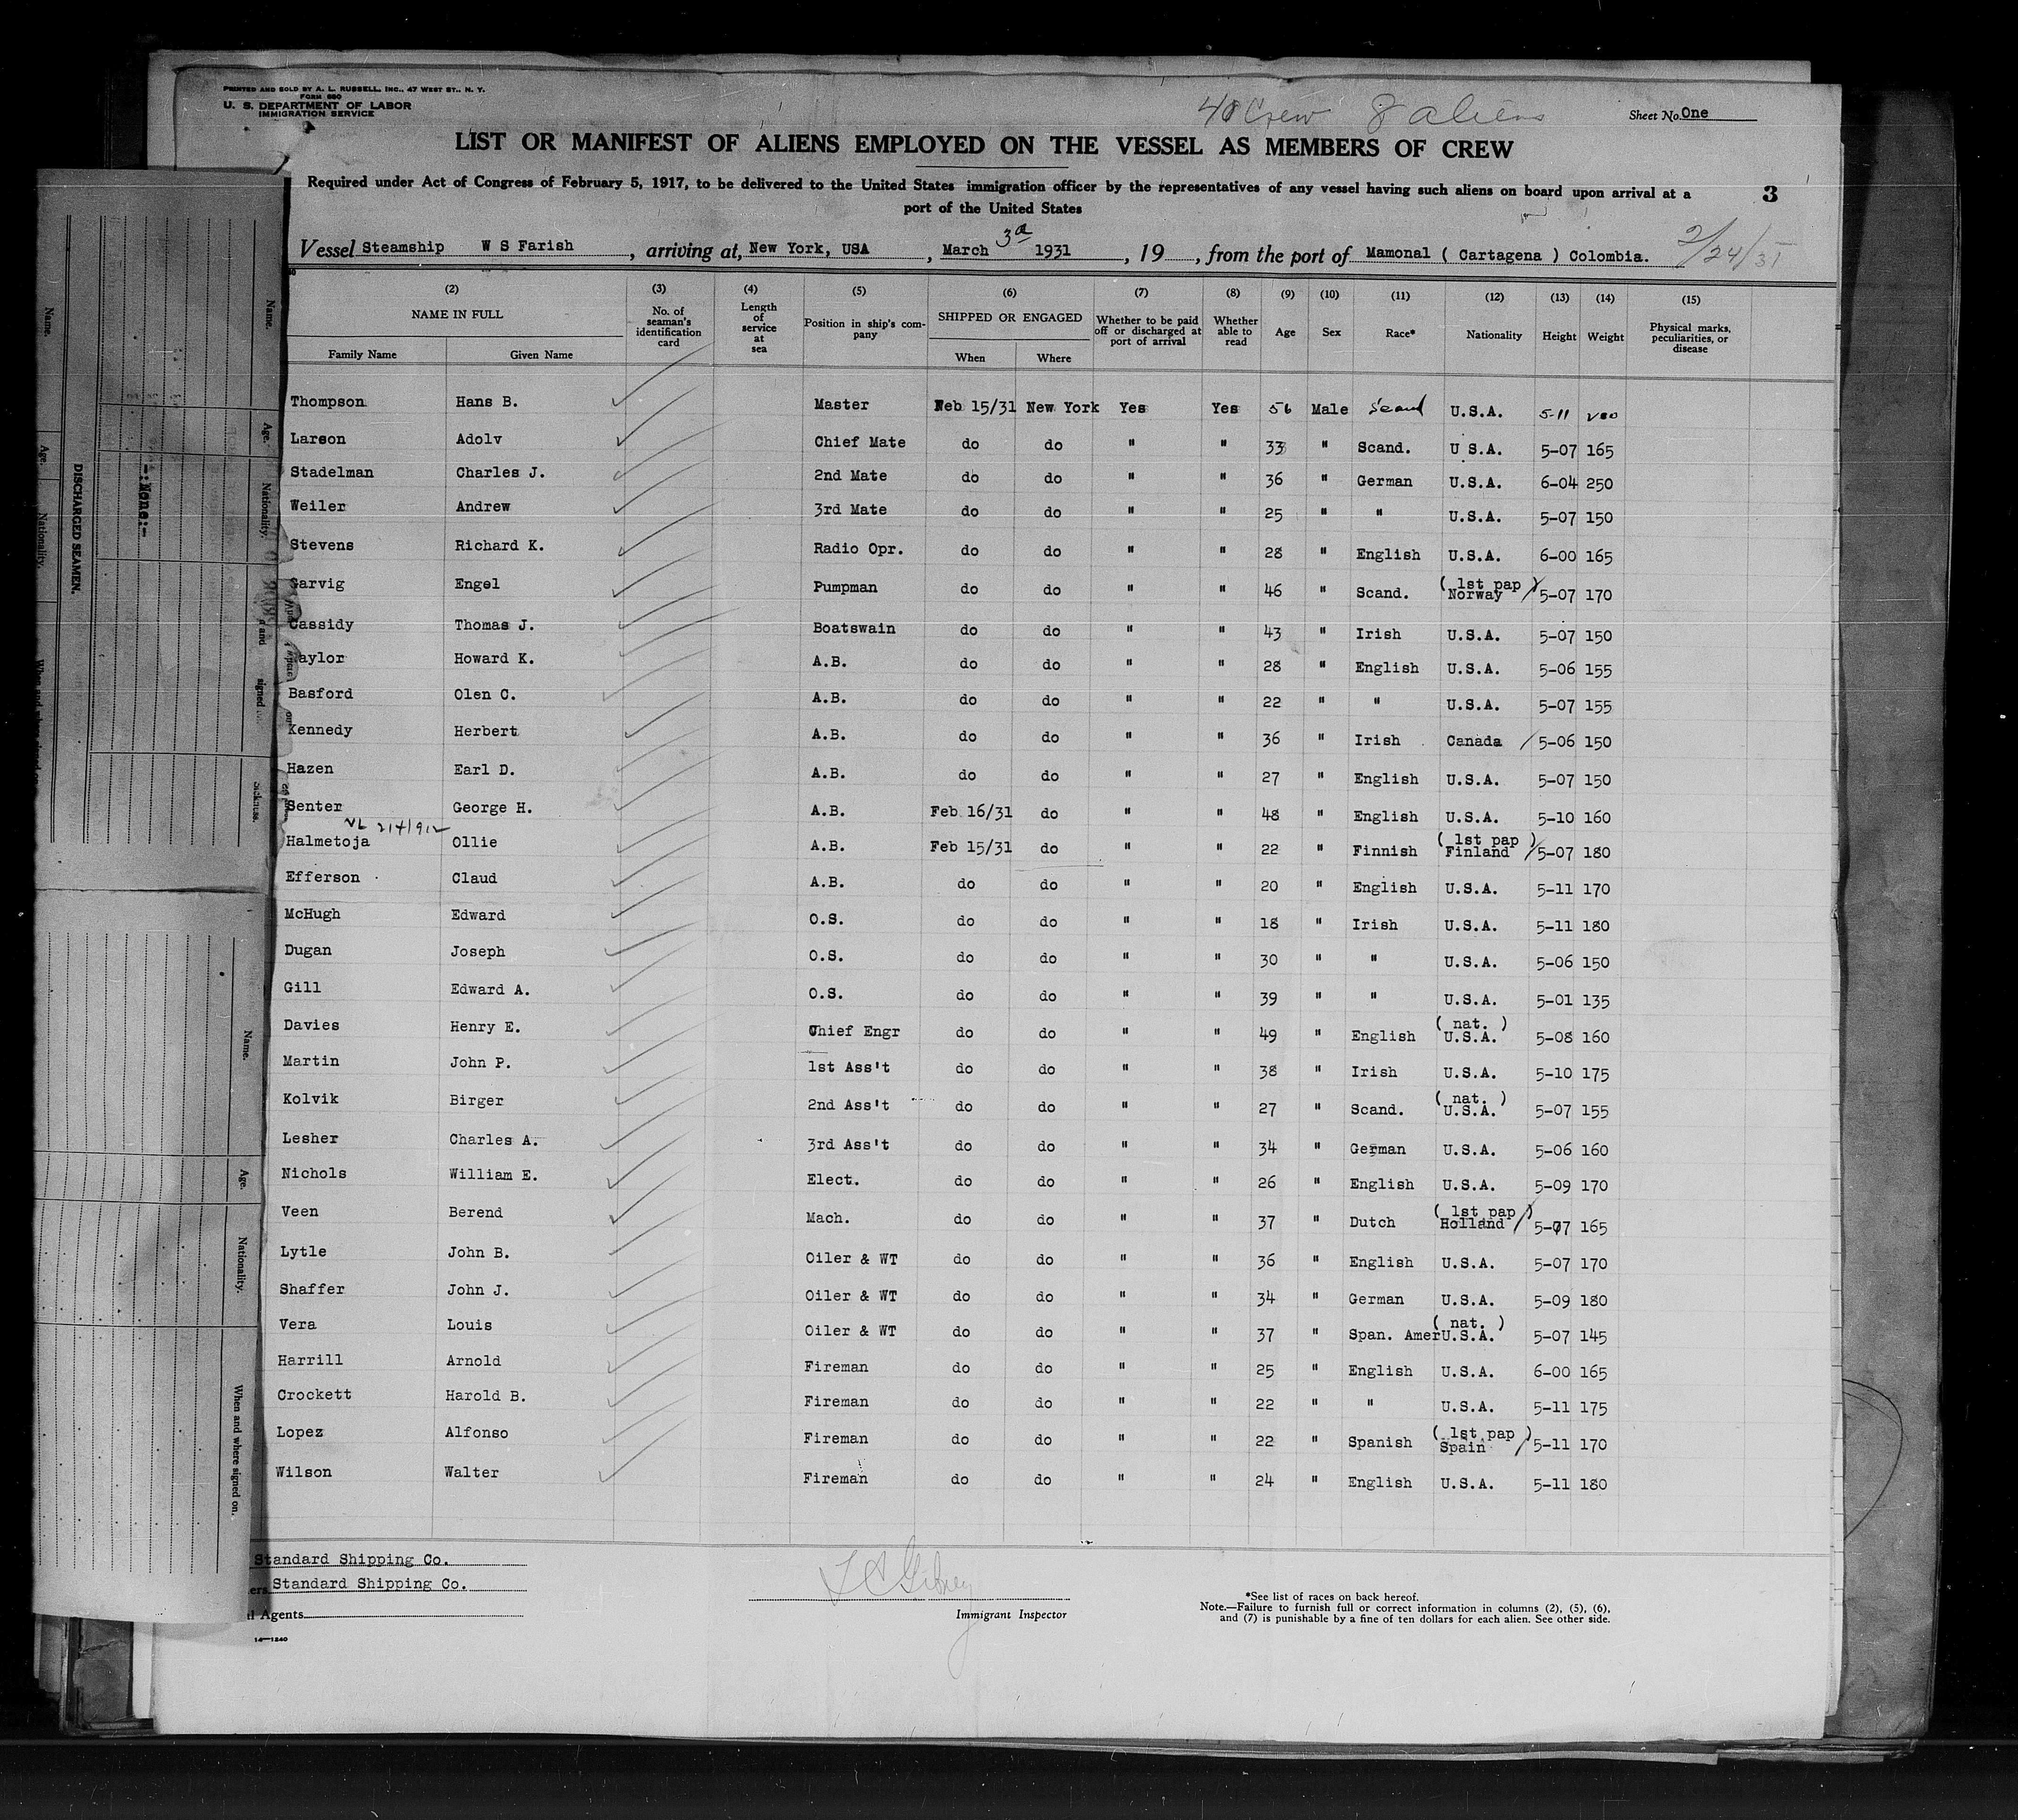 PRINTED AND SOLD BY A. L. RUSSELL, INC., 47 WEST ST., N. Y.
FORM 680
U. S. DEPARTMENT OF LABOR
IMMIGRATION SERVICE
40 Crew 8 aliens
Sheet No. One
LIST OR MANIFEST OF ALIENS EMPLOYED ON THE VESSEL AS MEMBERS OF CREW
Required under Act of Congress of February 5, 1917, to be delivered to the United States immigration officer by the representatives of any vessel having such aliens on board upon arrival at a
port of the United States
3
Vessel Steamship W S Farish, arriving at, New York, USA, March 3d 1931, 19, from the port of Mamonal ( Cartagena ) Colombia. 2/24/31
(2) (3) (4) (5) (6) (7) (8) (9) (10) (11) (12) (13) (14) (15)
NAME IN FULL No. of seaman's identification card Length of service at sea Position in ship's company SHIPPED OR ENGAGED Whether to be paid off or discharged at port of arrival Whether able to read Age Sex Race* Nationality Height Weight Physical marks, peculiarities, or disease
Family Name Given Name When Where
Thompson Hans B. Master Feb 15/31 New York Yes Yes 56 Male Scand U.S.A. 5-11 200
Larson Adolv Chief Mate do do " " 33 " Scand. U S.A. 5-07 165
Stadelman Charles J. 2nd Mate do do " " 36 " German U.S.A. 6-04 250
Weiler Andrew 3rd Mate do do " " 25 " " U.S.A. 5-07 150
Stevens Richard K. Radio Opr. do do " " 28 " English U.S.A. 6-00 165
Garvig Engel Pumpman do do " " 46 " Scand. ( 1st pap ) Norway 5-07 170
Cassidy Thomas J. Boatswain do do " " 43 " Irish U.S.A. 5-07 150
aylor Howard K. A.B. do do " " 28 " English U.S.A. 5-06 155
Basford Olen C. A.B. do do " " 22 " " U.S.A. 5-07 155
Kennedy Herbert A.B. do do " " 36 " Irish Canada 5-06 150
Hazen Earl D. A.B. do do " " 27 " English U.S.A. 5-07 150
Senter George H. A.B. Feb 16/31 do " " 48 " English U.S.A. 5-10 160
Halmetoja Ollie A.B. Feb 15/31 do " " 22 " Finnish ( 1st pap ) Finland 5-07 180
Efferson Claud A.B. do do " " 20 " English U.S.A. 5-11 170
McHugh Edward O.S. do do " " 18 " Irish U.S.A. 5-11 180
Dugan Joseph O.S. do do " " 30 " " U.S.A. 5-06 150
Gill Edward A. O.S. do do " " 39 " " U.S.A. 5-01 135
Davies Henry E. Chief Engr do do " " 49 " English ( nat. ) U.S.A. 5-08 160
Martin John P. 1st Ass't do do " " 38 " Irish U.S.A. 5-10 175
Kolvik Birger 2nd Ass't do do " " 27 " Scand. ( nat. ) U.S.A. 5-07 155
Lesher Charles A. 3rd Ass't do do " " 34 " German U.S.A. 5-06 160
Nichols William E. Elect. do do " " 26 " English U.S.A. 5-09 170
Veen Berend Mach. do do " " 37 " Dutch ( 1st pap ) Holland 5-07 165
Lytle John B. Oiler & WT do do " " 36 " English U.S.A. 5-07 170
Shaffer John J. Oiler & WT do do " " 34 " German U.S.A. 5-09 180
Vera Louis Oiler & WT do do " " 37 " Span. Amer ( nat. ) U.S.A. 5-07 145
Harrill Arnold Fireman do do " " 25 " English U.S.A. 6-00 165
Crockett Harold B. Fireman do do " " 22 " " U.S.A. 5-11 175
Lopez Alfonso Fireman do do " " 22 " Spanish ( 1st pap ) Spain 5-11 170
Wilson Walter Fireman do do " " 24 " English U.S.A. 5-11 180
Standard Shipping Co.
ers Standard Shipping Co.
l Agents
14—1240
Immigrant Inspector
*See list of races on back hereof.
Note.—Failure to furnish full or correct information in columns (2), (5), (6),
and (7) is punishable by a fine of ten dollars for each alien. See other side.
DISCHARGED SEAMEN.
-:None:-
Name.
Age.
Nationality.
Name.
Age.
Nationality.
When and where signed on.